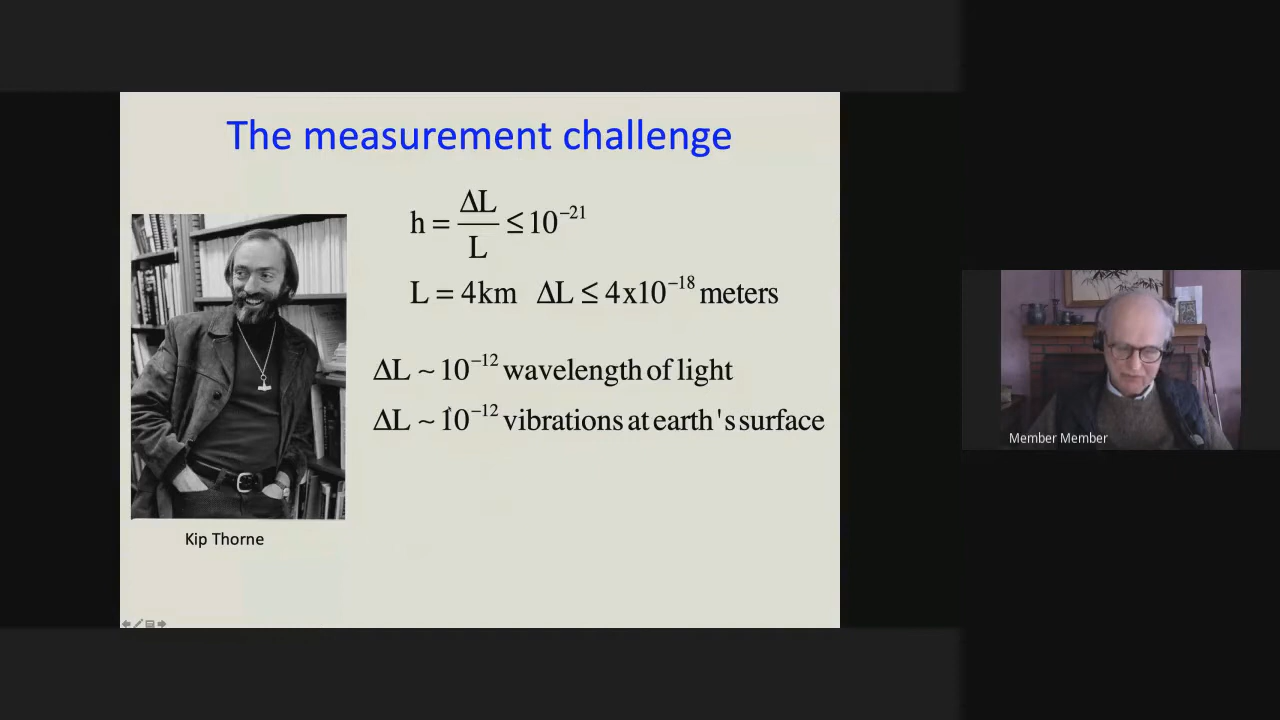 The measurement challenge
h = ΔL/L ≤ 10⁻²¹
L = 4km ΔL ≤ 4x10⁻¹⁸ meters
ΔL ~ 10⁻¹² wavelength of light
ΔL ~ 10⁻¹² vibrations at earth's surface
Kip Thorne
Member Member